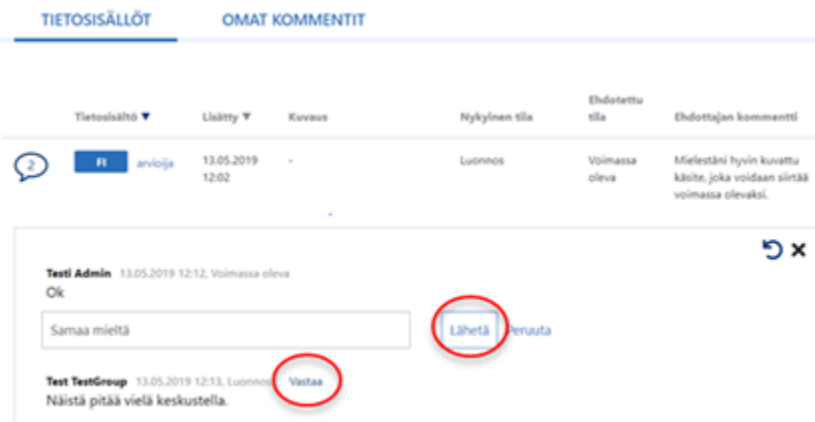 TIETOSISÄLLÖT OMAT KOMMENTIT
Tietosisältö ▼ Lisätty ▼ Kuvaus Nykyinen tila Ehdotettu tila Ehdottajan kommentti
2 FI arvioija 13.05.2019 - Luonnos Voimassa Mielestäni hyvin kuvattu
12:02 oleva käsite, joka voidaan siirtää
voimassa olevaksi.
Testi Admin 13.05.2019 12:12, Voimassa oleva
Ok
Samaa mieltä Lähetä Peruuta
Test TestGroup 13.05.2019 12:13, Luonnos Vastaa
Näistä pitää vielä keskustella.